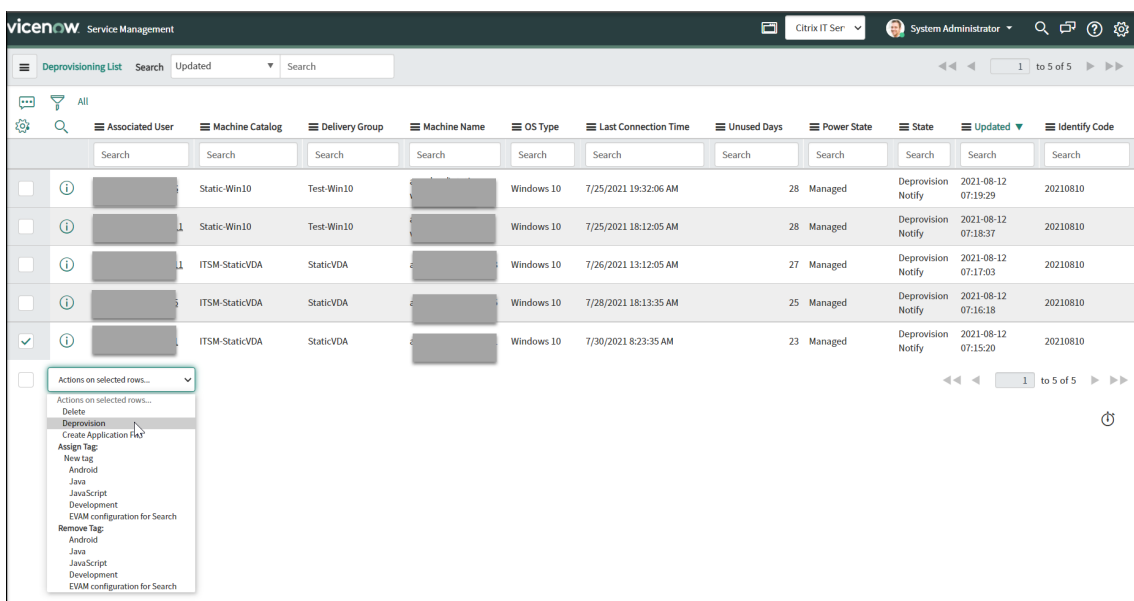 vicenow Service Management
Citrix IT Ser
System Administrator
Deprovisioning List Search Updated Search 1 to 5 of 5
All
Associated User Machine Catalog Delivery Group Machine Name OS Type Last Connection Time Unused Days Power State State Updated Identify Code
Search Search Search Search Search Search Search Search Search Search Search
Static-Win10 Test-Win10 Windows 10 7/25/2021 19:32:06 AM 28 Managed Deprovision Notify 2021-08-12 07:19:29 20210810
1 Static-Win10 Test-Win10 Windows 10 7/25/2021 18:12:05 AM 28 Managed Deprovision Notify 2021-08-12 07:18:37 20210810
1 ITSM-StaticVDA StaticVDA Windows 10 7/26/2021 13:12:05 AM 27 Managed Deprovision Notify 2021-08-12 07:17:03 20210810
ITSM-StaticVDA StaticVDA Windows 10 7/28/2021 18:13:35 AM 25 Managed Deprovision Notify 2021-08-12 07:16:18 20210810
ITSM-StaticVDA StaticVDA Windows 10 7/30/2021 8:23:35 AM 23 Managed Deprovision Notify 2021-08-12 07:15:20 20210810
Actions on selected rows... 1 to 5 of 5
Actions on selected rows...
Delete
Deprovision
Create Application
Assign Tag:
New tag
Android
Java
JavaScript
Development
EVAM configuration for Search
Remove Tag:
Android
Java
JavaScript
Development
EVAM configuration for Search